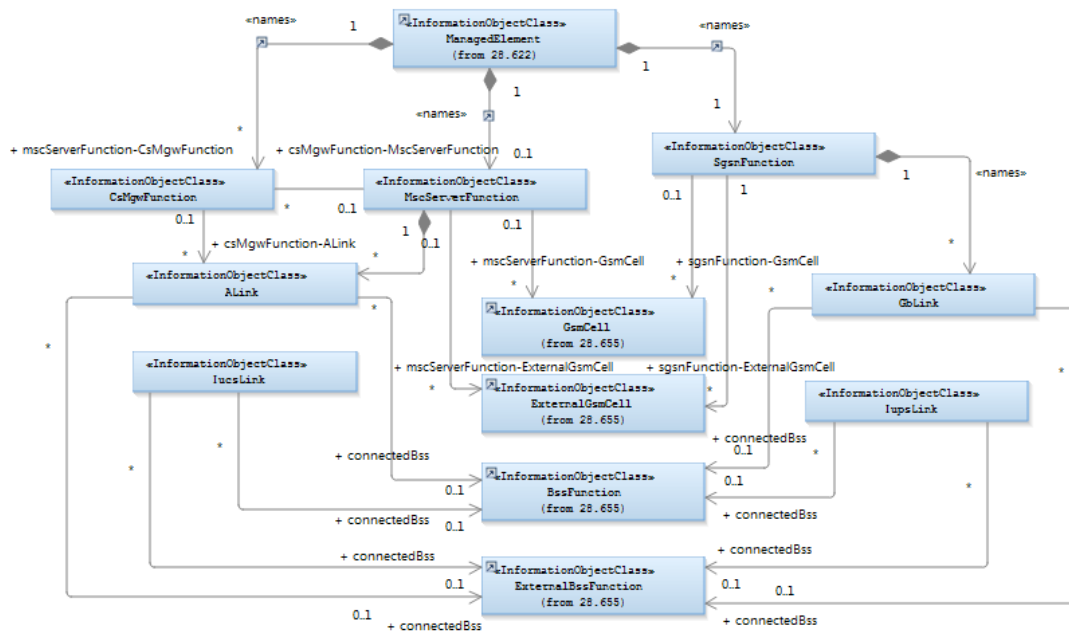 «names»
1
«InformationObjectClass»
ManagedElement
(from 28.622)
«names»
1
1
«names»
1
*
0..1
+ mscServerFunction-CsMgwFunction
+ csMgwFunction-MscServerFunction
«InformationObjectClass»
SgsnFunction
«InformationObjectClass»
CsMgwFunction
«InformationObjectClass»
MscServerFunction
1
«names»
0..1
1
0..1
*
0..1
1
0..1
0..1
*
*
+ csMgwFunction-ALink
*
+ mscServerFunction-GsmCell
+ sgsnFunction-GsmCell
«InformationObjectClass»
ALink
*
*
«InformationObjectClass»
GbLink
*
*
«InformationObjectClass»
GsmCell
(from 28.655)
*
*
«InformationObjectClass»
IucsLink
+ mscServerFunction-ExternalGsmCell
+ sgsnFunction-ExternalGsmCell
*
*
*
«InformationObjectClass»
ExternalGsmCell
(from 28.655)
«InformationObjectClass»
IupsLink
+ connectedBss
*
*
0..1
*
+ connectedBss
«InformationObjectClass»
BssFunction
(from 28.655)
0..1
0..1
*
+ connectedBss
0..1
+ connectedBss
+ connectedBss
+ connectedBss
«InformationObjectClass»
ExternalBssFunction
(from 28.655)
0..1
0..1
0..1
0..1
+ connectedBss
+ connectedBss